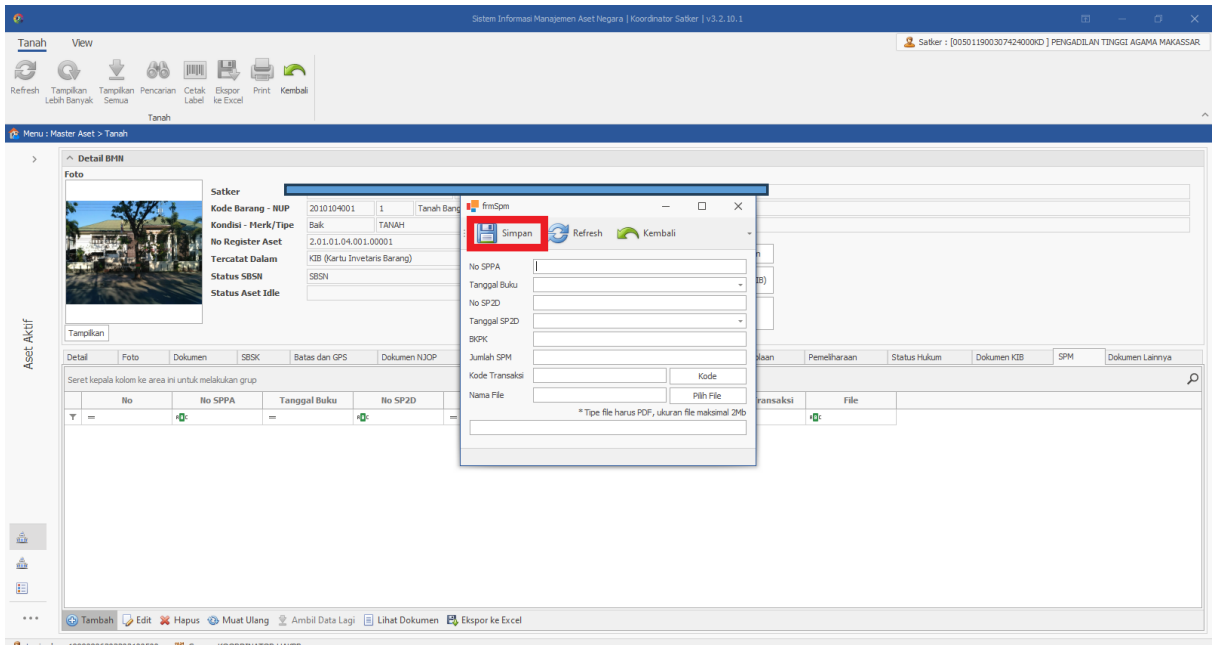 Sistem Informasi Manajemen Aset Negara | Koordinator Satker | v3.2.10.1
Tanah View
Satker : [005011900307424000KD ] PENGADILAN TINGGI AGAMA MAKASSAR
Refresh
Tampilkan Lebih Banyak
Tampilkan Semua
Pencarian
Cetak Label
Ekspor ke Excel
Print
Kembali
Tanah
Menu : Master Aset > Tanah
Detail BMN
Foto
Satker
Kode Barang - NUP 2010104001 1 Tanah Bang
Kondisi - Merk/Tipe Baik TANAH
No Register Aset 2.01.01.04.001.00001
Tercatat Dalam KIB (Kartu Invetaris Barang)
Status SBSN SBSN
Status Aset Idle
Tampilkan
Aset Aktif
frmSpm
Simpan Refresh Kembali
No SPPA
Tanggal Buku
No SP2D
Tanggal SP2D
BKPK
Jumlah SPM
Kode Transaksi Kode
Nama File Pilih File
* Tipe file harus PDF, ukuran file maksimal 2Mb
IB)
Detail Foto Dokumen SBSK Batas dan GPS Dokumen NJOP olaan Pemeliharaan Status Hukum Dokumen KIB SPM Dokumen Lainnya
Seret kepala kolom ke area ini untuk melakukan grup
No No SPPA Tanggal Buku No SP2D ransaksi File
Tambah Edit Hapus Muat Ulang Ambil Data Lagi Lihat Dokumen Ekspor ke Excel